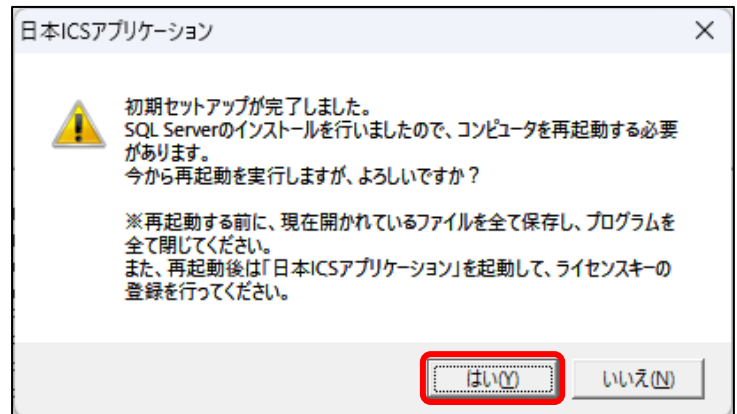 日本ICSアプリケーション
初期セットアップが完了しました。
SQL Serverのインストールを行いましたので、コンピュータを再起動する必要
があります。
今から再起動を実行しますが、よろしいですか？
※再起動する前に、現在開かれているファイルを全て保存し、プログラムを
全て閉じてください。
また、再起動後は「日本ICSアプリケーション」を起動して、ライセンスキーの
登録を行ってください。
はい(Y) いいえ(N)